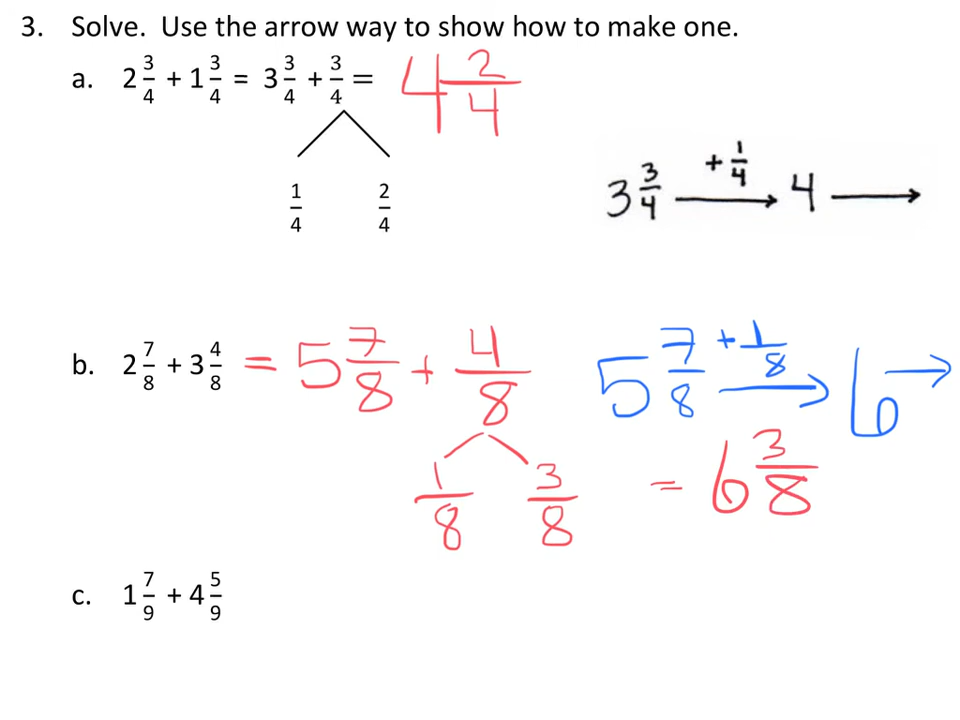 3. Solve. Use the arrow way to show how to make one.
a. 2 3/4 + 1 3/4 = 3 3/4 + 3/4 = 4 2/4
1/4 2/4
3 3/4 +1/4 → 4 →
b. 2 7/8 + 3 4/8 = 5 7/8 + 4/8
1/8 3/8
5 7/8 +1/8 → 6 →
= 6 3/8
c. 1 7/9 + 4 5/9